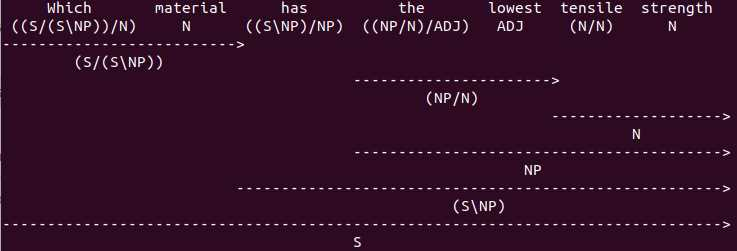 Which material has the lowest tensile strength
((S/(S\NP))/N) N ((S\NP)/NP) ((NP/N)/ADJ) ADJ (N/N) N
--------------------------->
(S/(S\NP))
---------------------->
(NP/N)
------------------->
N
----------------------------------------->
NP
------------------------------------------------------->
(S\NP)
---------------------------------------------------------------------------------->
S